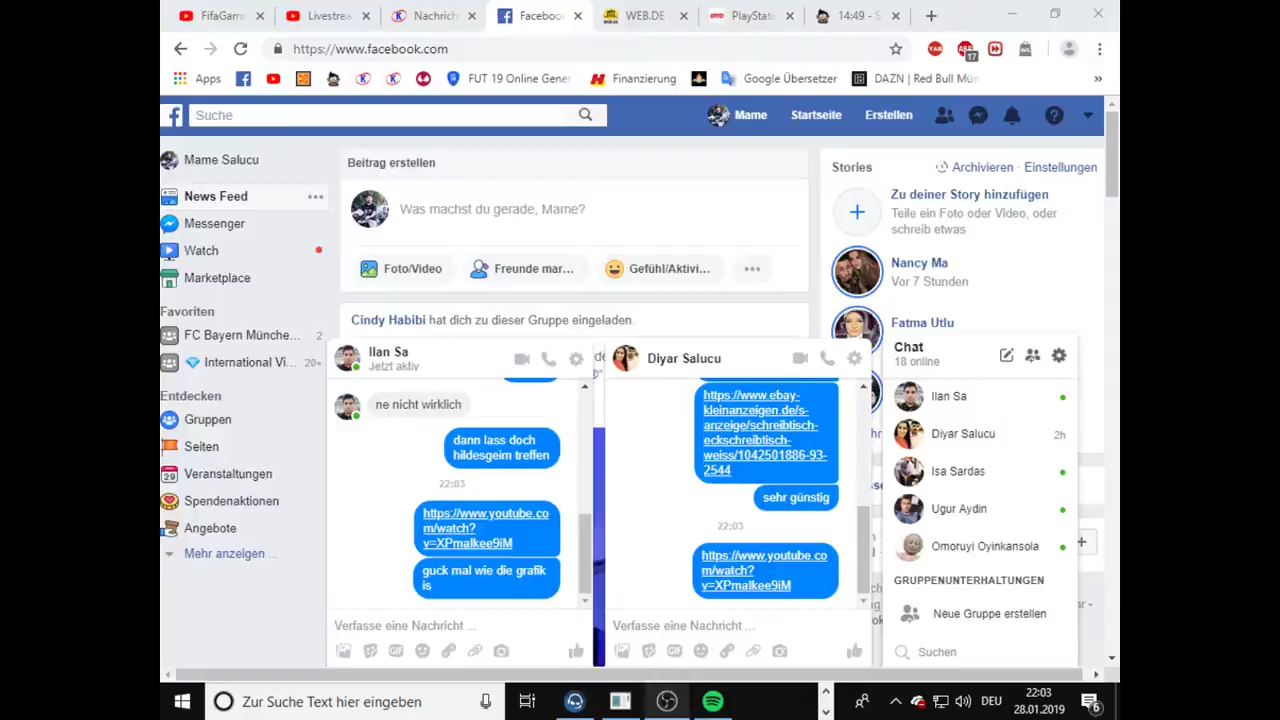 FifaGam
Livestrea
Nachrich
Facebook
WEB.DE
PlayStati
14:49 - S
https://www.facebook.com
17
Apps
FUT 19 Online Gener
Finanzierung
Google Übersetzer
DAZN | Red Bull Mün
Suche
Mame
Startseite
Erstellen
Mame Salucu
News Feed
Messenger
Watch
Marketplace
Favoriten
FC Bayern Münche... 2
International Vi... 20+
Entdecken
Gruppen
Seiten
Veranstaltungen
Spendenaktionen
Angebote
Mehr anzeigen ...
Beitrag erstellen
Was machst du gerade, Mame?
Foto/Video
Freunde mar...
Gefühl/Aktivi...
Cindy Habibi hat dich zu dieser Gruppe eingeladen.
Stories
Archivieren · Einstellungen
Zu deiner Story hinzufügen
Teile ein Foto oder Video, oder
schreib etwas
Nancy Ma
Vor 7 Stunden
Fatma Utlu
Ilan Sa
Jetzt aktiv
ne nicht wirklich
dann lass doch
hildesgeim treffen
22:03
https://www.youtube.co
m/watch?
v=XPmalkee9iM
guck mal wie die grafik
is
Verfasse eine Nachricht ...
Diyar Salucu
https://www.ebay-
kleinanzeigen.de/s-
anzeige/schreibtisch-
eckschreibtisch-
weiss/1042501886-93-
2544
sehr günstig
22:03
https://www.youtube.co
m/watch?
v=XPmalkee9iM
Verfasse eine Nachricht ...
Chat
18 online
Ilan Sa
Diyar Salucu 2h
Isa Sardas
Ugur Aydin
Omoruyi Oyinkansola
GRUPPENUNTERHALTUNGEN
Neue Gruppe erstellen
Suchen
Zur Suche Text hier eingeben
DEU
22:03
28.01.2019
6